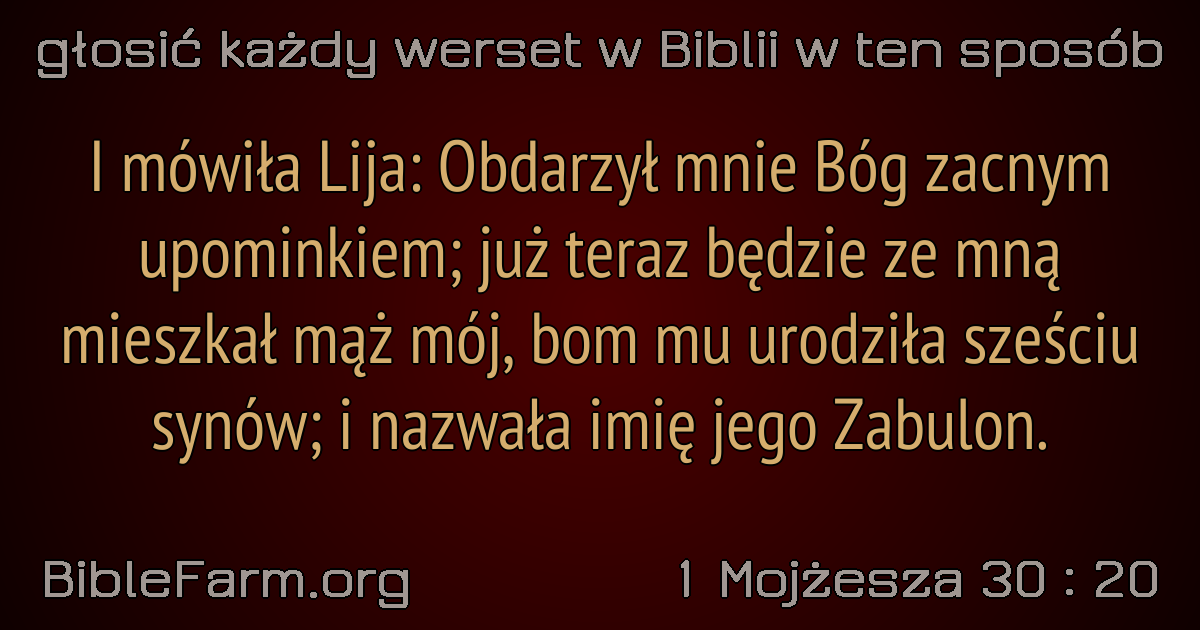 głosić każdy werset w Biblii w ten sposób
I mówiła Lija: Obdarzył mnie Bóg zacnym
upominkiem; już teraz będzie ze mną
mieszkał mąż mój, bom mu urodziła sześciu
synów; i nazwała imię jego Zabulon.
BibleFarm.org
1 Mojżesza 30 : 20